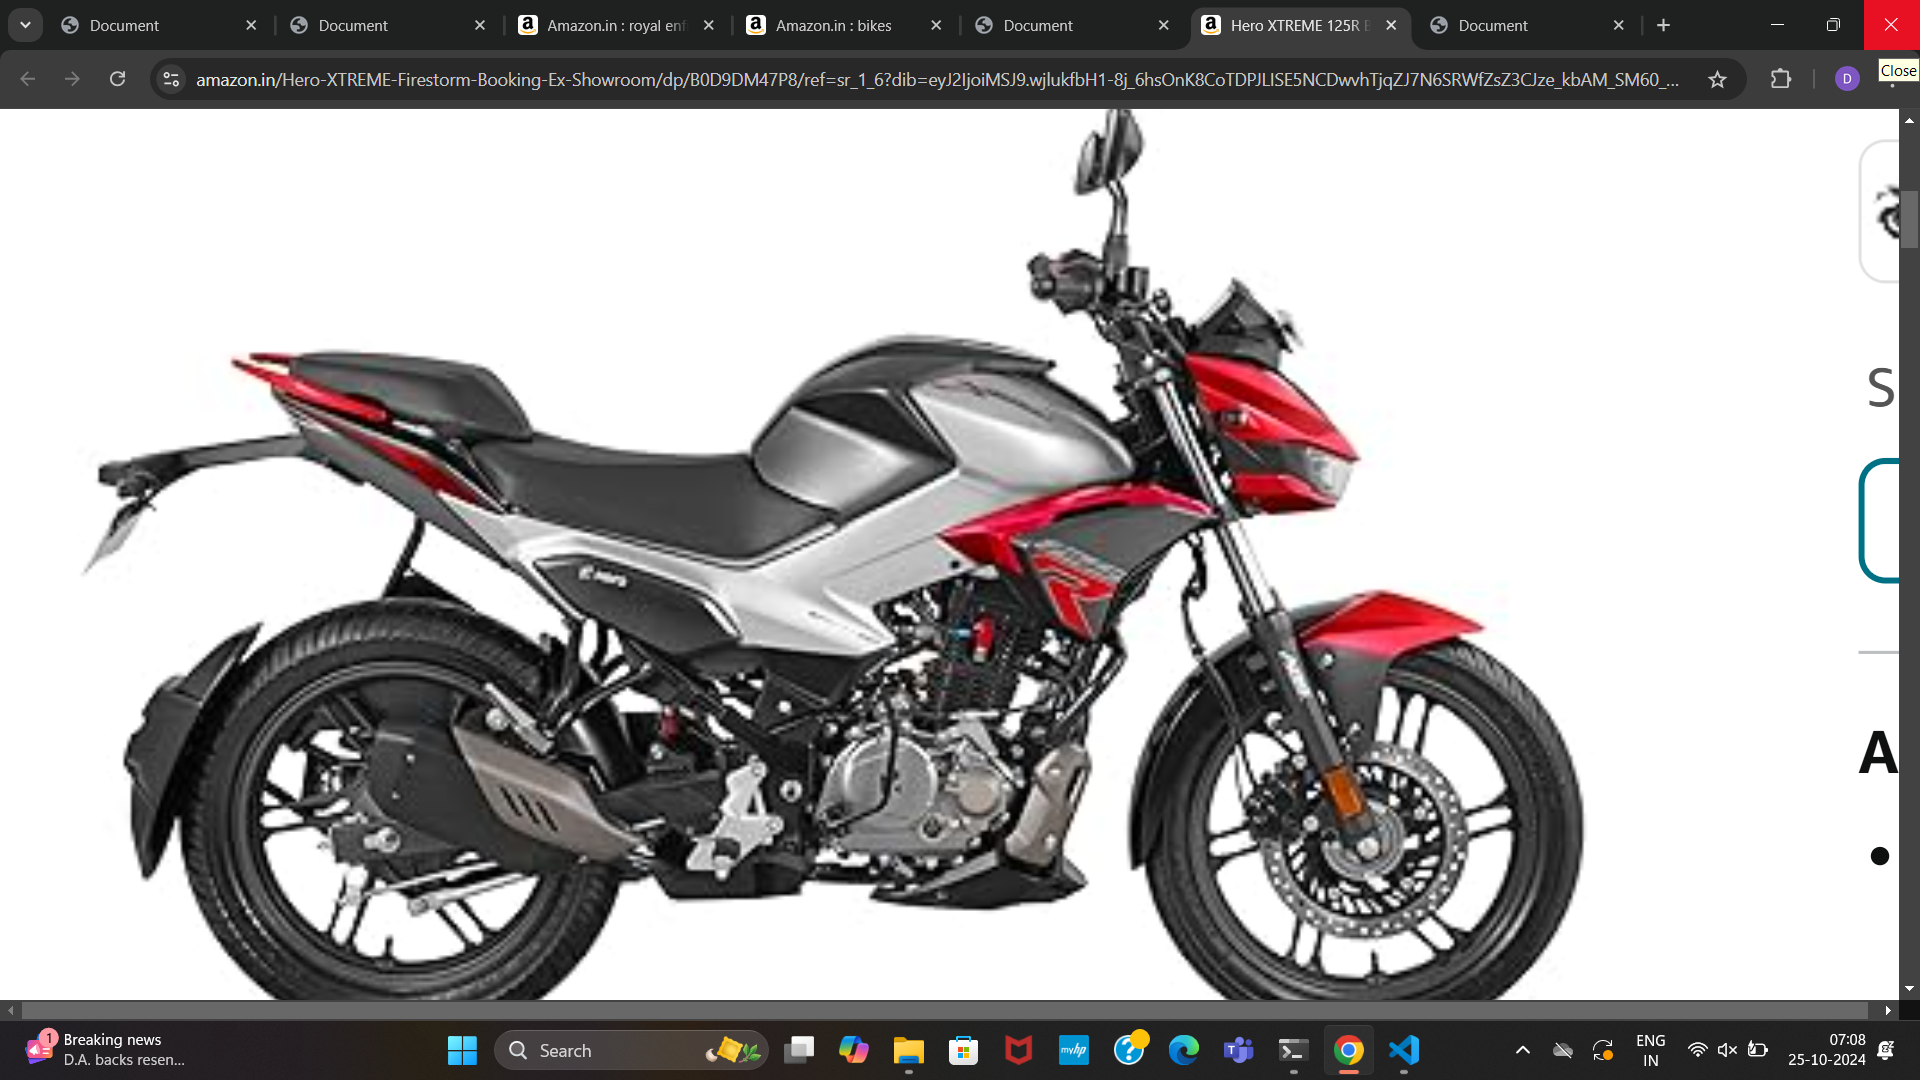 Document
Document
Amazon.in : royal enf
Amazon.in : bikes
Document
Hero XTREME 125R
Document
amazon.in/Hero-XTREME-Firestorm-Booking-Ex-Showroom/dp/B0D9DM47P8/ref=sr_1_6?dib=eyJ2IjoiMSJ9.wjlukfbH1-8j_6hsOnK8CoTDPJLISE5NCDwvhTjqZJ7N6SRWfZsZ3CJze_kbAM_SM60_...
D
Close
S
Hero
A
1
Breaking news
D.A. backs resen...
Search
myhp
ENG
IN
07:08
25-10-2024